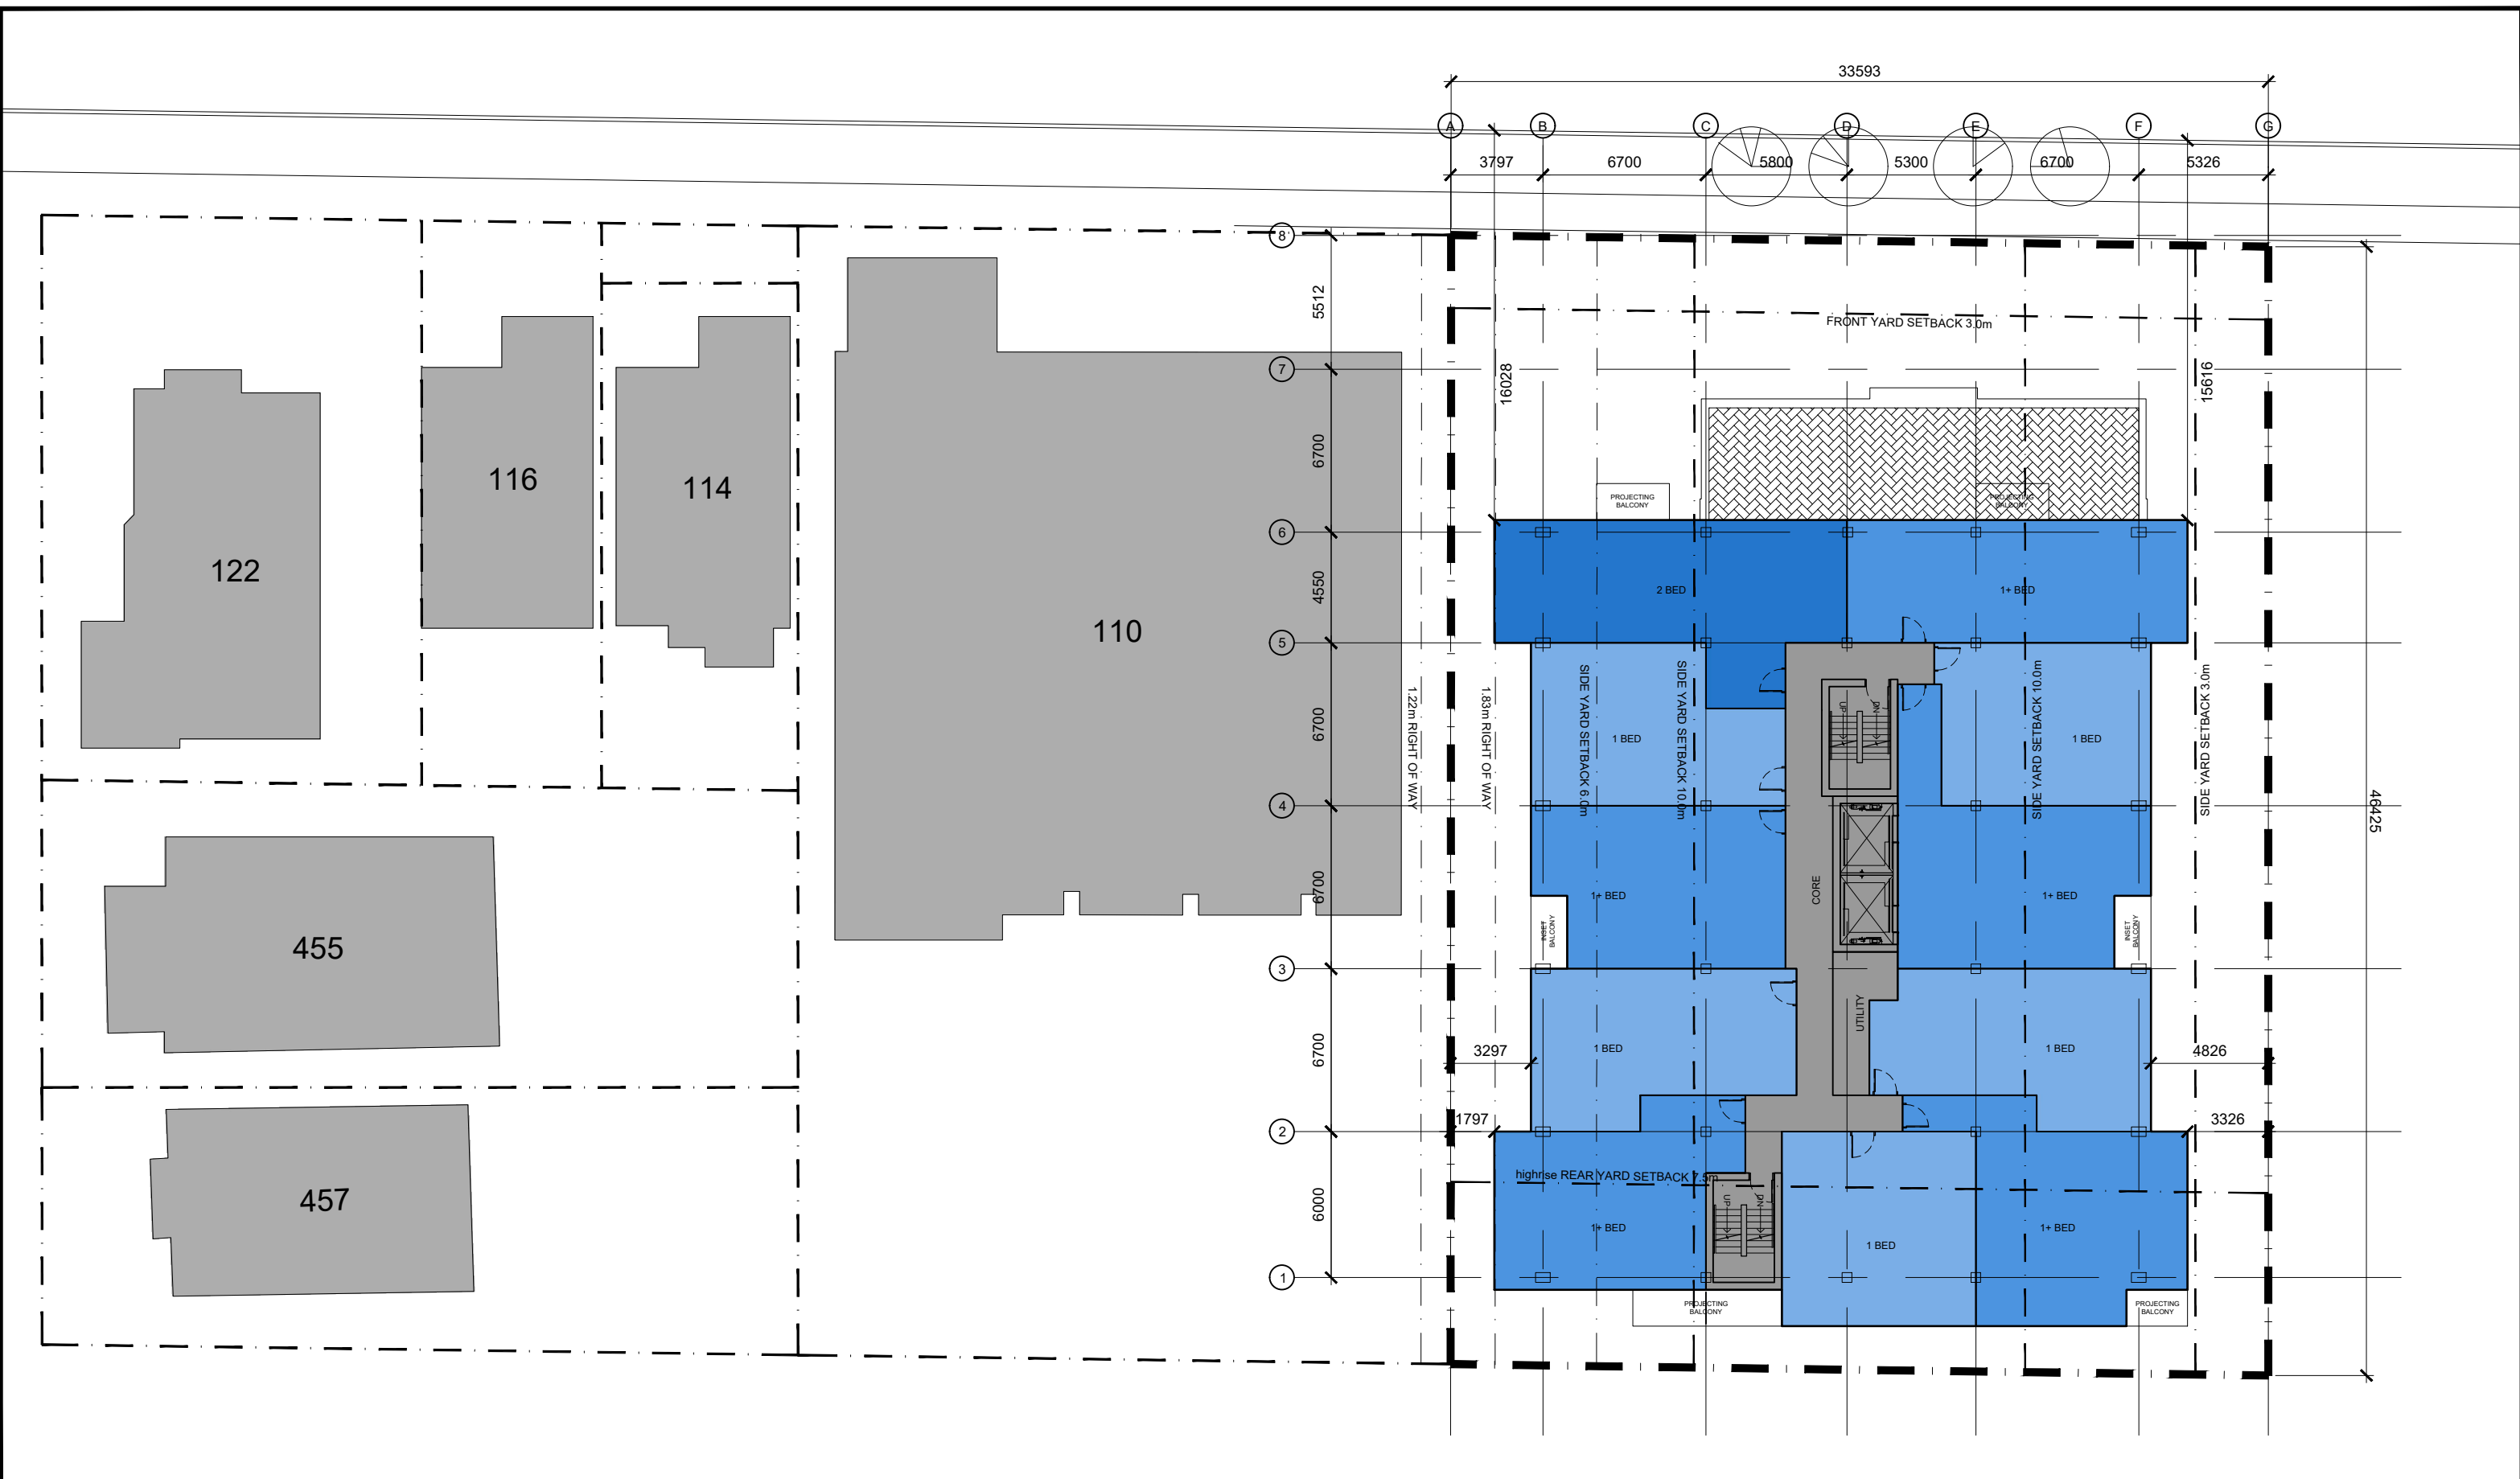 33593
A
B
C
D
E
F
G
3797
6700
5800
5300
6700
5326
8
5512
FRONT YARD SETBACK 3.0m
7
16028
15616
6700
116
114
PROJECTING
BALCONY
PROJECTING
BALCONY
6
122
4550
2 BED
1+ BED
110
5
1.22m RIGHT OF WAY
1.83m RIGHT OF WAY
SIDE YARD SETBACK 6.0m
SIDE YARD SETBACK 10.0m
SIDE YARD SETBACK 10.0m
SIDE YARD SETBACK 3.0m
6700
1 BED
UP
DN
1 BED
4
46425
6700
CORE
1+ BED
1+ BED
INSET
BALCONY
INSET
BALCONY
455
3
UTILITY
6700
3297
1 BED
1 BED
4826
2
1797
3326
highrise REAR YARD SETBACK 7.5m
457
6000
UP
DN
1+ BED
1 BED
1+ BED
1
PROJECTING
BALCONY
PROJECTING
BALCONY